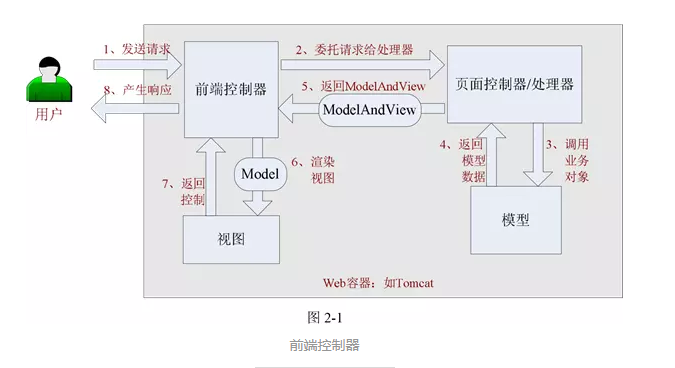 1、发送请求
2、委托请求给处理器
前端控制器
页面控制器/处理器
5、返回ModelAndView
ModelAndView
8、产生响应
用户
4、返回
模型
数据
3、调用
业务
对象
6、渲染
视图
Model
7、返回
控制
视图
模型
Web容器：如Tomcat
图 2-1
前端控制器